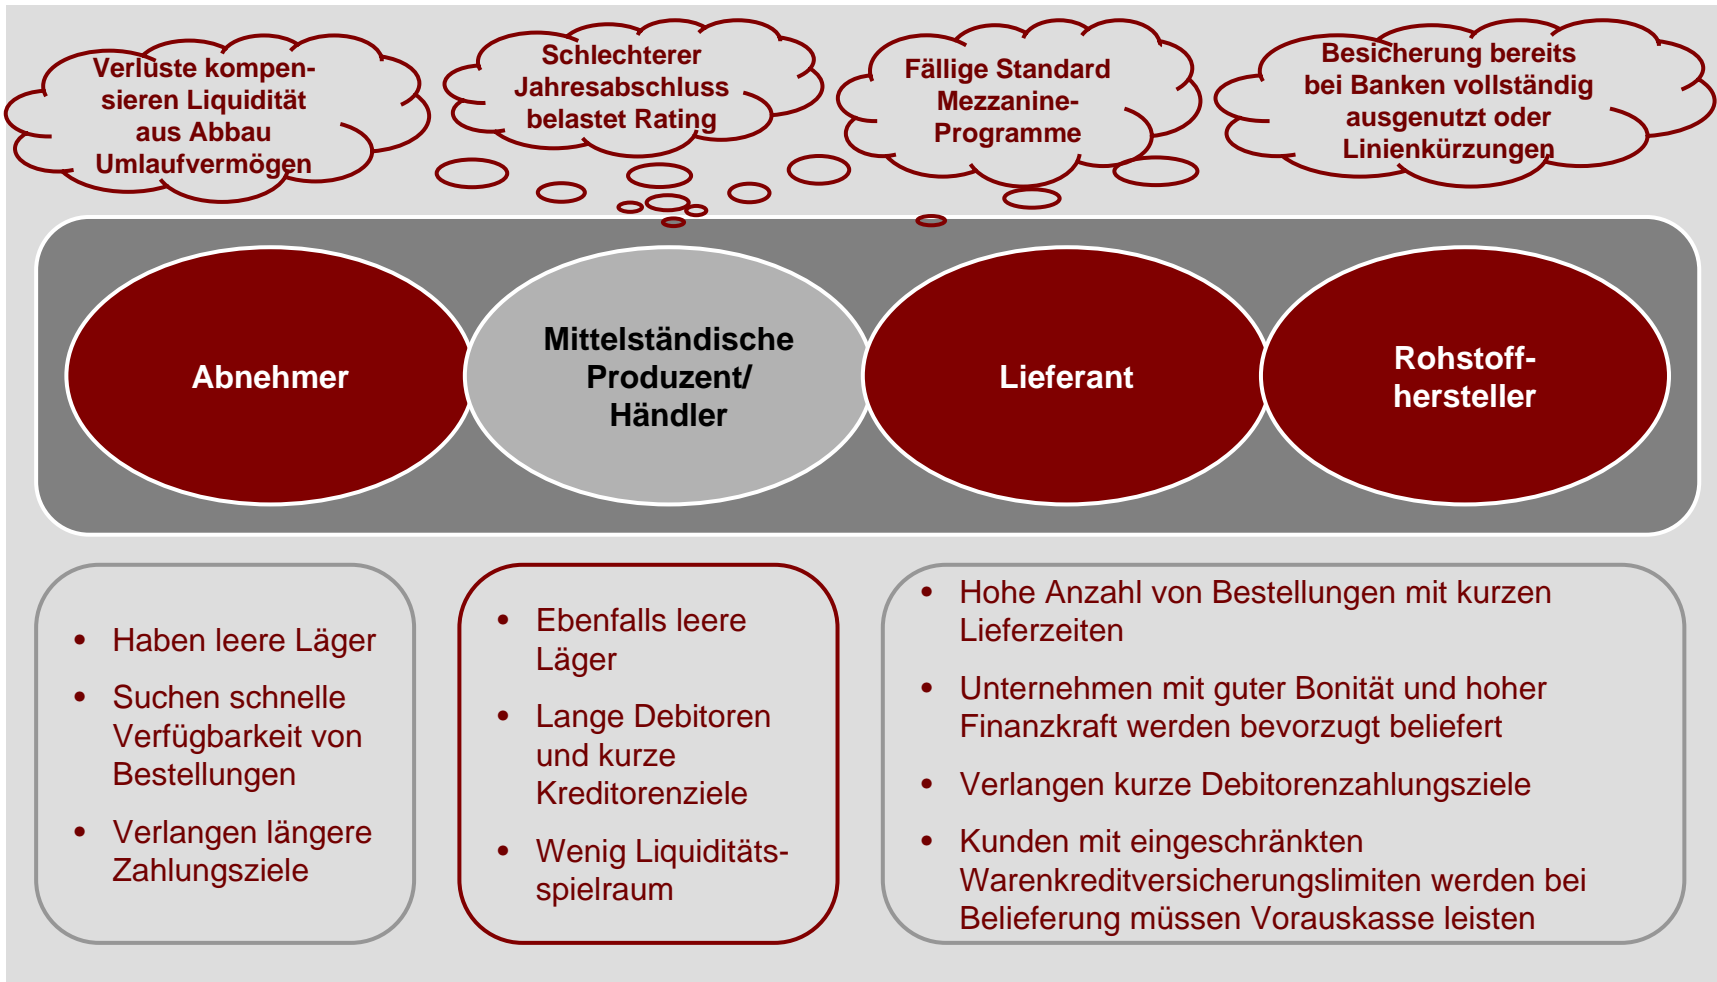 Verluste kompen-
sieren Liquidität
aus Abbau
Umlaufvermögen
Schlechterer
Jahresabschluss
belastet Rating
Fällige Standard
Mezzanine-
Programme
Besicherung bereits
bei Banken vollständig
ausgenutzt oder
Linienkürzungen
Abnehmer
Mittelständische
Produzent/
Händler
Lieferant
Rohstoff-
hersteller
• Haben leere Läger
• Suchen schnelle
Verfügbarkeit von
Bestellungen
• Verlangen längere
Zahlungsziele
• Ebenfalls leere
Läger
• Lange Debitoren
und kurze
Kreditorenziele
• Wenig Liquiditäts-
spielraum
• Hohe Anzahl von Bestellungen mit kurzen
Lieferzeiten
• Unternehmen mit guter Bonität und hoher
Finanzkraft werden bevorzugt beliefert
• Verlangen kurze Debitorenzahlungsziele
• Kunden mit eingeschränkten
Warenkreditversicherungslimiten werden bei
Belieferung müssen Vorauskasse leisten